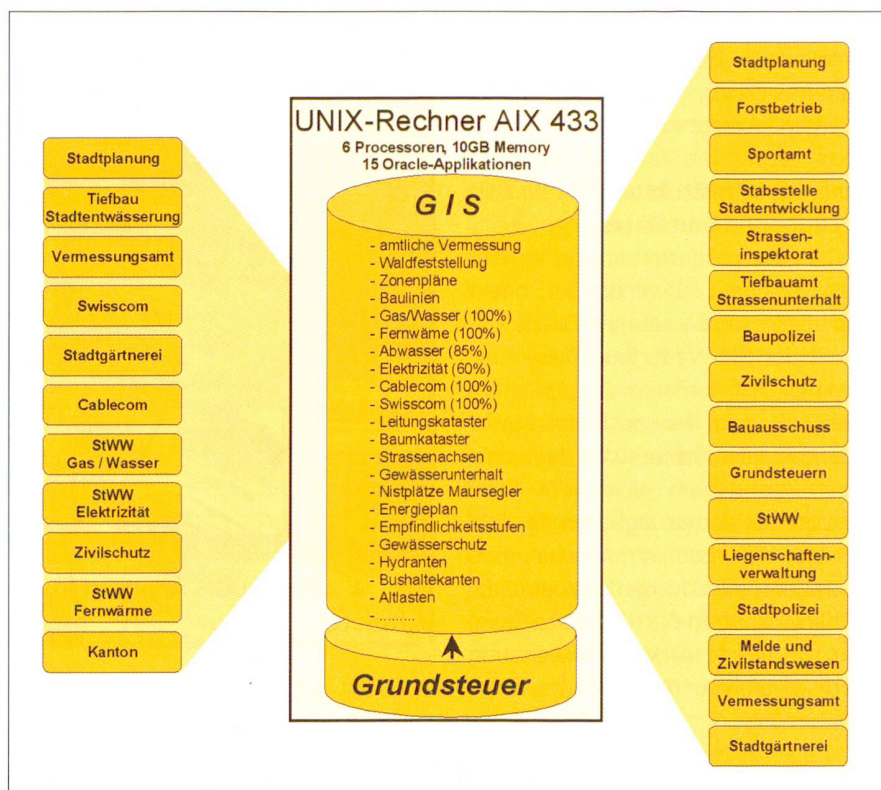 Stadtplanung
Tiefbau
Stadtentwässerung
Vermessungsamt
Swisscom
Stadtgärtnerei
Cablecom
StWW
Gas / Wasser
StWW
Elektrizität
Zivilschutz
StWW
Fernwärme
Kanton
UNIX-Rechner AIX 433
6 Processoren, 10GB Memory
15 Oracle-Applikationen
GIS
- amtliche Vermessung
- Waldfeststellung
- Zonenpläne
- Baulinien
- Gas/Wasser (100%)
- Fernwäme (100%)
- Abwasser (85%)
- Elektrizität (60%)
- Cablecom (100%)
- Swisscom (100%)
- Leitungskataster
- Baumkataster
- Strassenachsen
- Gewässerunterhalt
- Nistplätze Maursegler
- Energieplan
- Empfindlichkeitsstufen
- Gewässerschutz
- Hydranten
- Bushaltekanten
- Altlasten
- .........
Grundsteuer
Stadtplanung
Forstbetrieb
Sportamt
Stabsstelle
Stadtentwicklung
Strassen-
inspektorat
Tiefbauamt
Strassenunterhalt
Baupolizei
Zivilschutz
Bauausschuss
Grundsteuern
StWW
Liegenschaften-
verwaltung
Stadtpolizei
Melde und
Zivilstandswesen
Vermessungsamt
Stadtgärtnerei